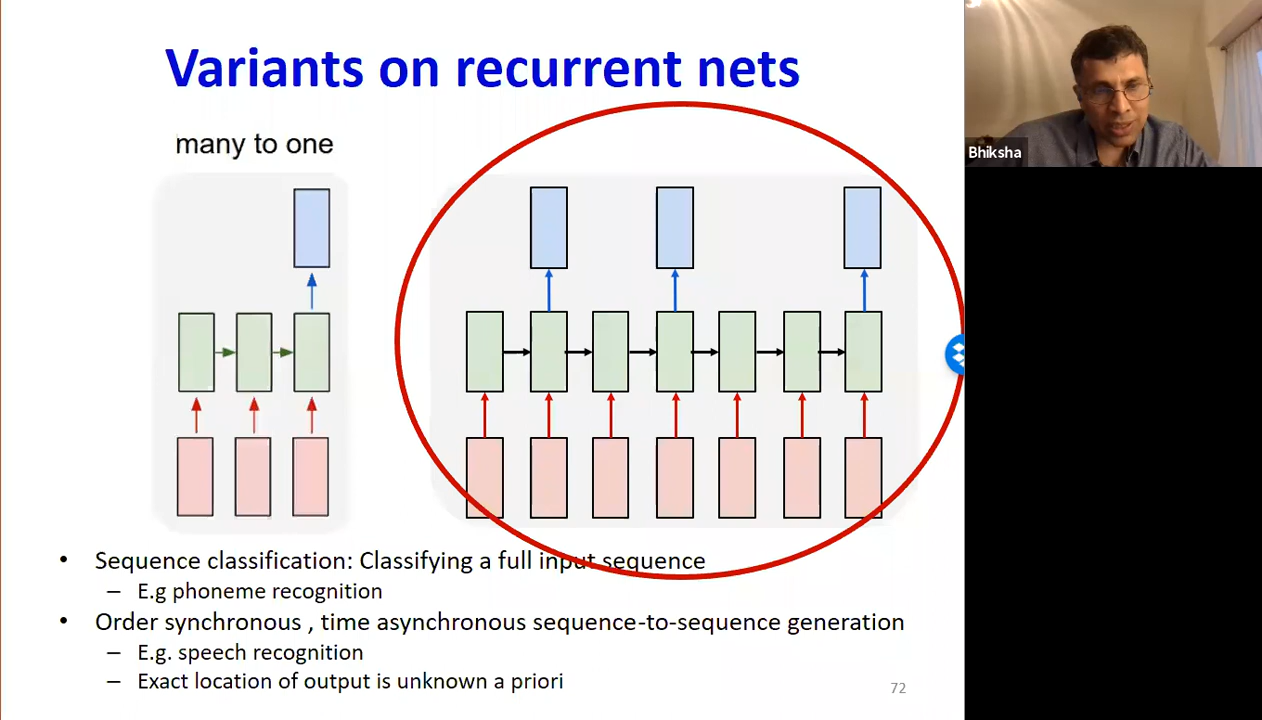 Variants on recurrent nets
many to one
Bhiksha
• Sequence classification: Classifying a full input sequence
– E.g phoneme recognition
• Order synchronous , time asynchronous sequence-to-sequence generation
– E.g. speech recognition
– Exact location of output is unknown a priori
72